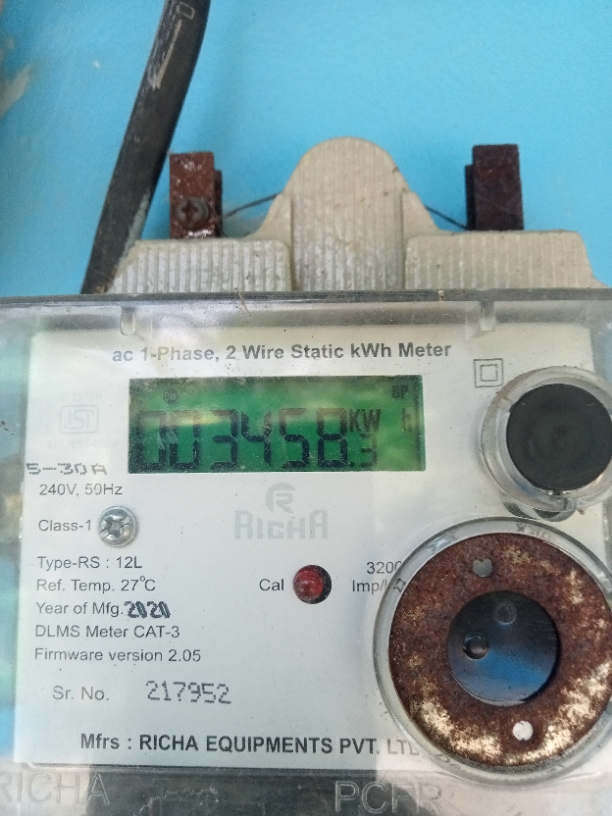 ac 1-Phase, 2 Wire Static kWh Meter
003458.3 KW h
5-30A
240V, 50Hz
RICHA
Class-1
Type-RS : 12L
3200
Ref. Temp. 27°C
Cal
Year of Mfg. 2020
DLMS Meter CAT-3
Firmware version 2.05
Sr. No. 217952
Mfrs : RICHA EQUIPMENTS PVT. LTD
RICHA